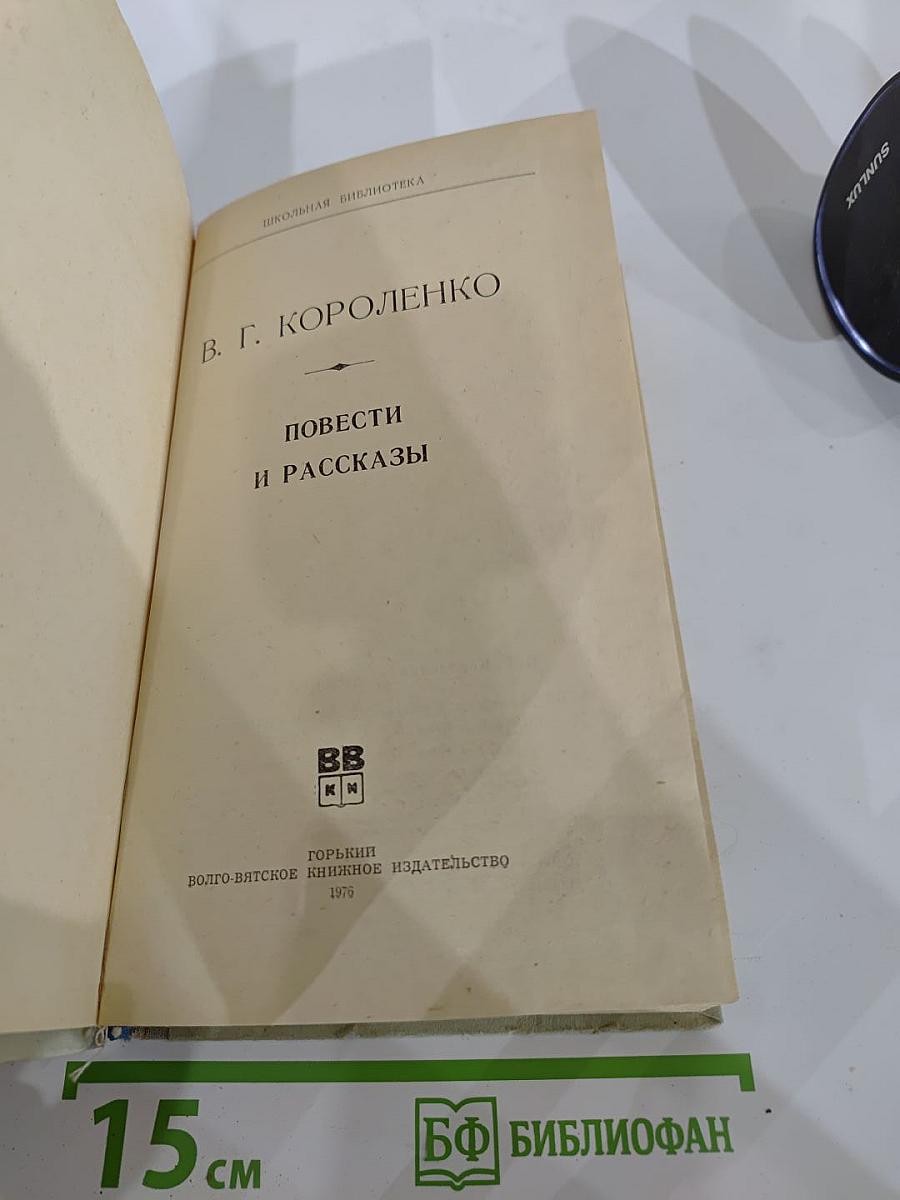 ШКОЛЬНАЯ БИБЛИОТЕКА
В. Г. КОРОЛЕНКО
ПОВЕСТИ
И РАССКАЗЫ
ВВ
КИ
ГОРЬКИЙ
ВОЛГО-ВЯТСКОЕ КНИЖНОЕ ИЗДАТЕЛЬСТВО
1976
SUNLUX
15 см
БФ БИБЛИОФАН